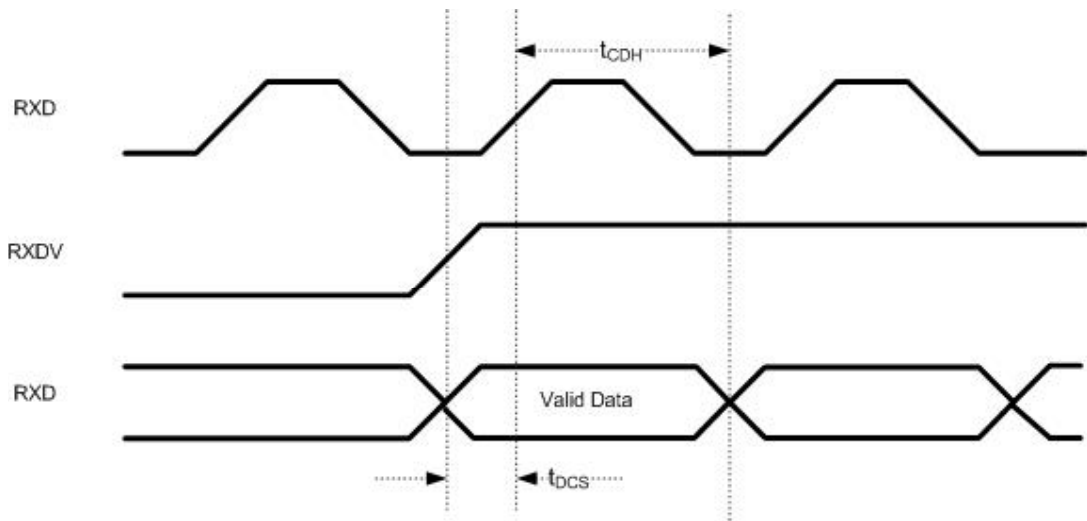 tCDH
RXD
RXDV
RXD
Valid Data
tDCS